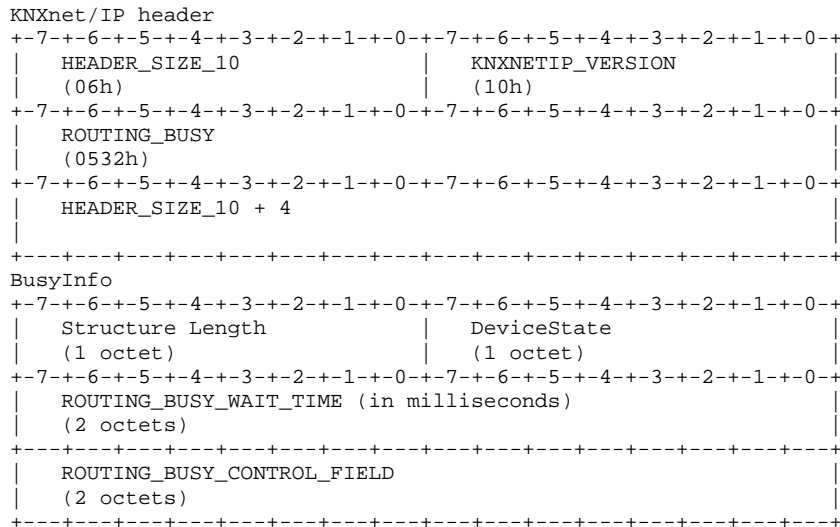 KNXnet/IP header
+-7-+-6-+-5-+-4-+-3-+-2-+-1-+-0-+-7-+-6-+-5-+-4-+-3-+-2-+-1-+-0-+
| HEADER_SIZE_10 | KNXNETIP_VERSION |
| (06h) | (10h) |
+-7-+-6-+-5-+-4-+-3-+-2-+-1-+-0-+-7-+-6-+-5-+-4-+-3-+-2-+-1-+-0-+
| ROUTING_BUSY |
| (0532h) |
+-7-+-6-+-5-+-4-+-3-+-2-+-1-+-0-+-7-+-6-+-5-+-4-+-3-+-2-+-1-+-0-+
| HEADER_SIZE_10 + 4 |
| |
+---+---+---+---+---+---+---+---+---+---+---+---+---+---+---+---+
BusyInfo
+-7-+-6-+-5-+-4-+-3-+-2-+-1-+-0-+-7-+-6-+-5-+-4-+-3-+-2-+-1-+-0-+
| Structure Length | DeviceState |
| (1 octet) | (1 octet) |
+-7-+-6-+-5-+-4-+-3-+-2-+-1-+-0-+-7-+-6-+-5-+-4-+-3-+-2-+-1-+-0-+
| ROUTING_BUSY_WAIT_TIME (in milliseconds) |
| (2 octets) |
+---+---+---+---+---+---+---+---+---+---+---+---+---+---+---+---+
| ROUTING_BUSY_CONTROL_FIELD |
| (2 octets) |
+---+---+---+---+---+---+---+---+---+---+---+---+---+---+---+---+